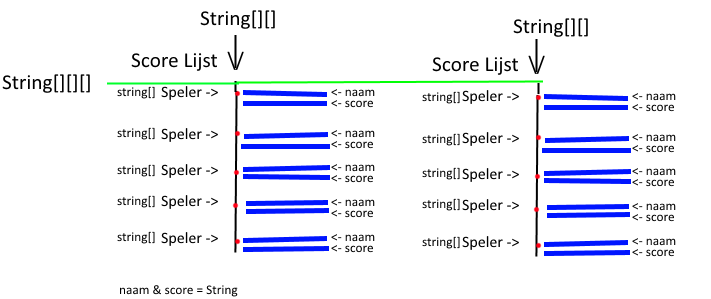 String[][]
String[][]
Score Lijst
Score Lijst
String[][][]
string[] Speler -> <- naam
<- score
string[] Speler -> <- naam
<- score
string[] Speler -> <- naam
<- score
string[] Speler -> <- naam
<- score
string[] Speler -> <- naam
<- score
string[] Speler -> <- naam
<- score
string[] Speler -> <- naam
<- score
string[] Speler -> <- naam
<- score
string[] Speler -> <- naam
<- score
string[] Speler -> <- naam
<- score
naam & score = String